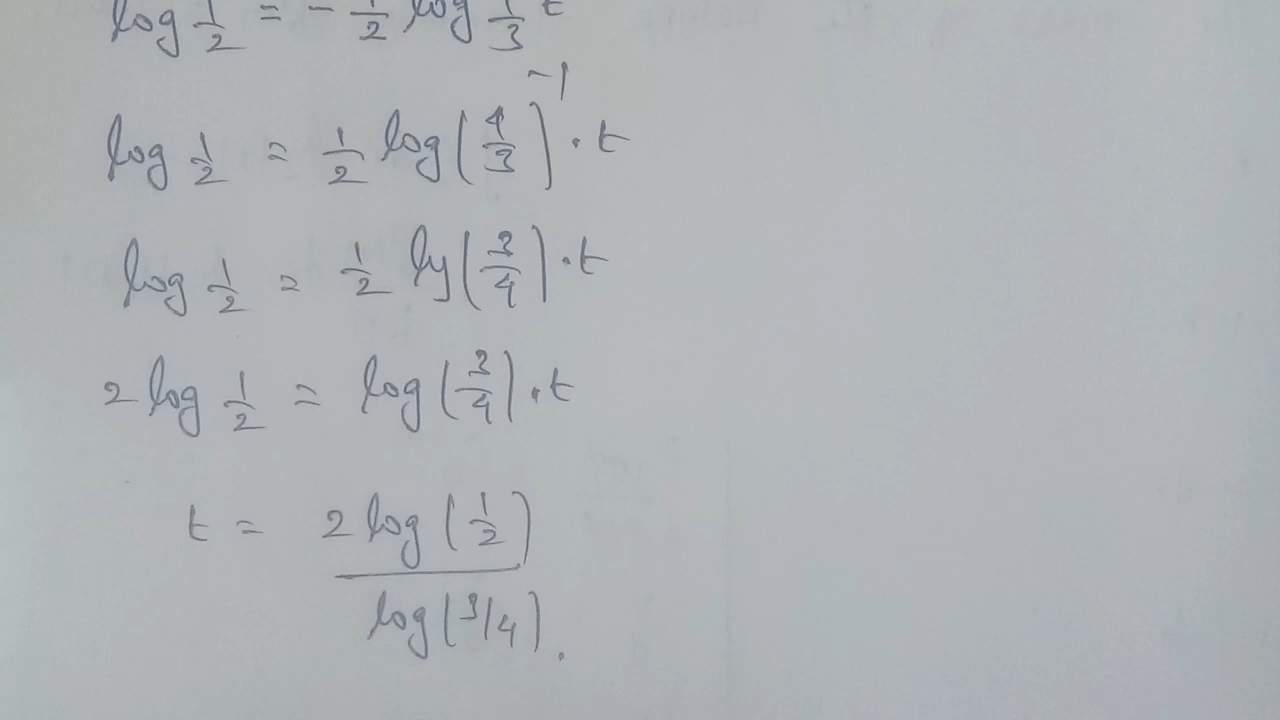 log 1/2 = - 1/2 log 1/3 t
log 1/2 = 1/2 log(4/3)^-1 . t
log 1/2 = 1/2 log(3/4) . t
2 log 1/2 = log(3/4) . t
t = 2 log(1/2)
log(3/4).